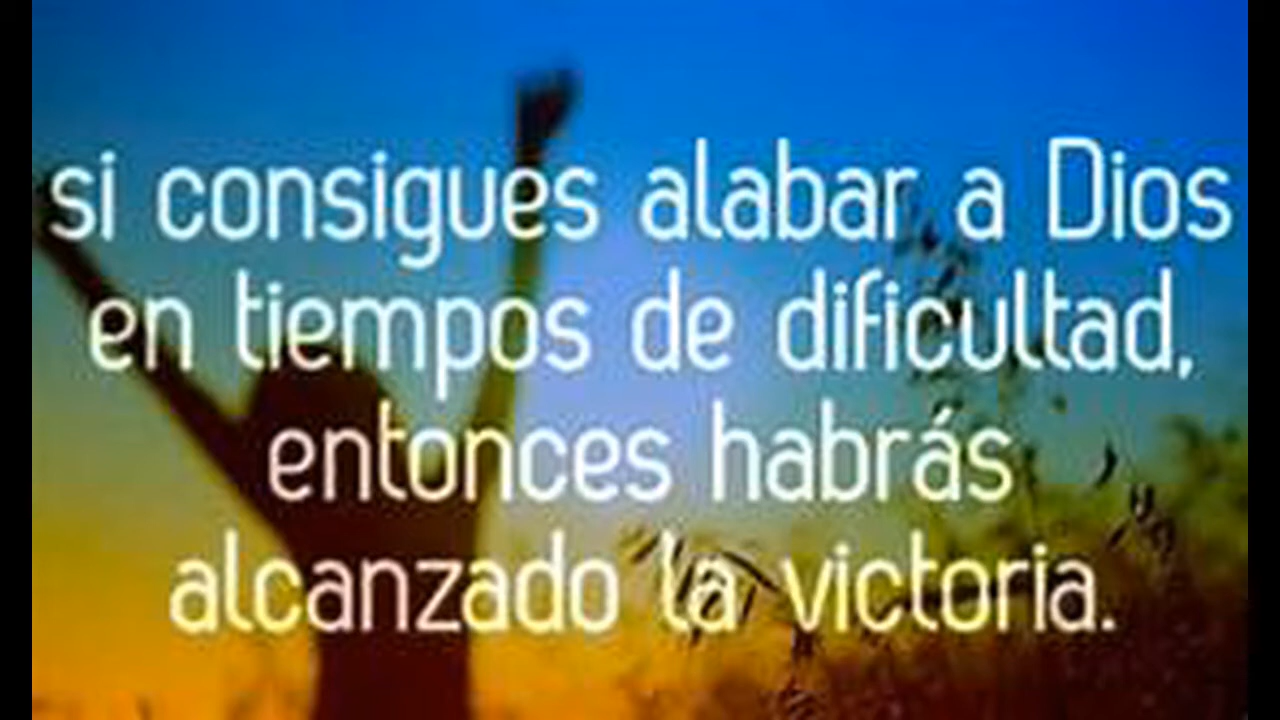 si consigues alabar a Dios
en tiempos de dificultad,
entonces habrás
alcanzado la victoria.